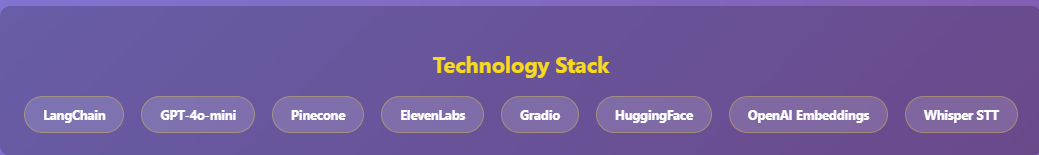 Technology Stack
LangChain GPT-4o-mini Pinecone ElevenLabs Gradio HuggingFace OpenAI Embeddings Whisper STT